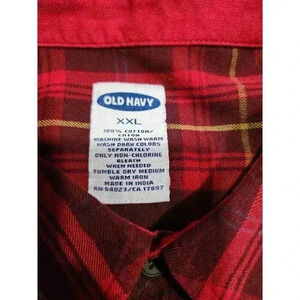 OLD NAVY
XXL
100% COTTON/
COTON
MACHINE WASH WARM
WASH DARK COLORS
SEPARATELY
ONLY NON-CHLORINE
BLEACH
WHEN NEEDED
TUMBLE DRY MEDIUM
WARM IRON
MADE IN INDIA
RN 54023/CA 17897